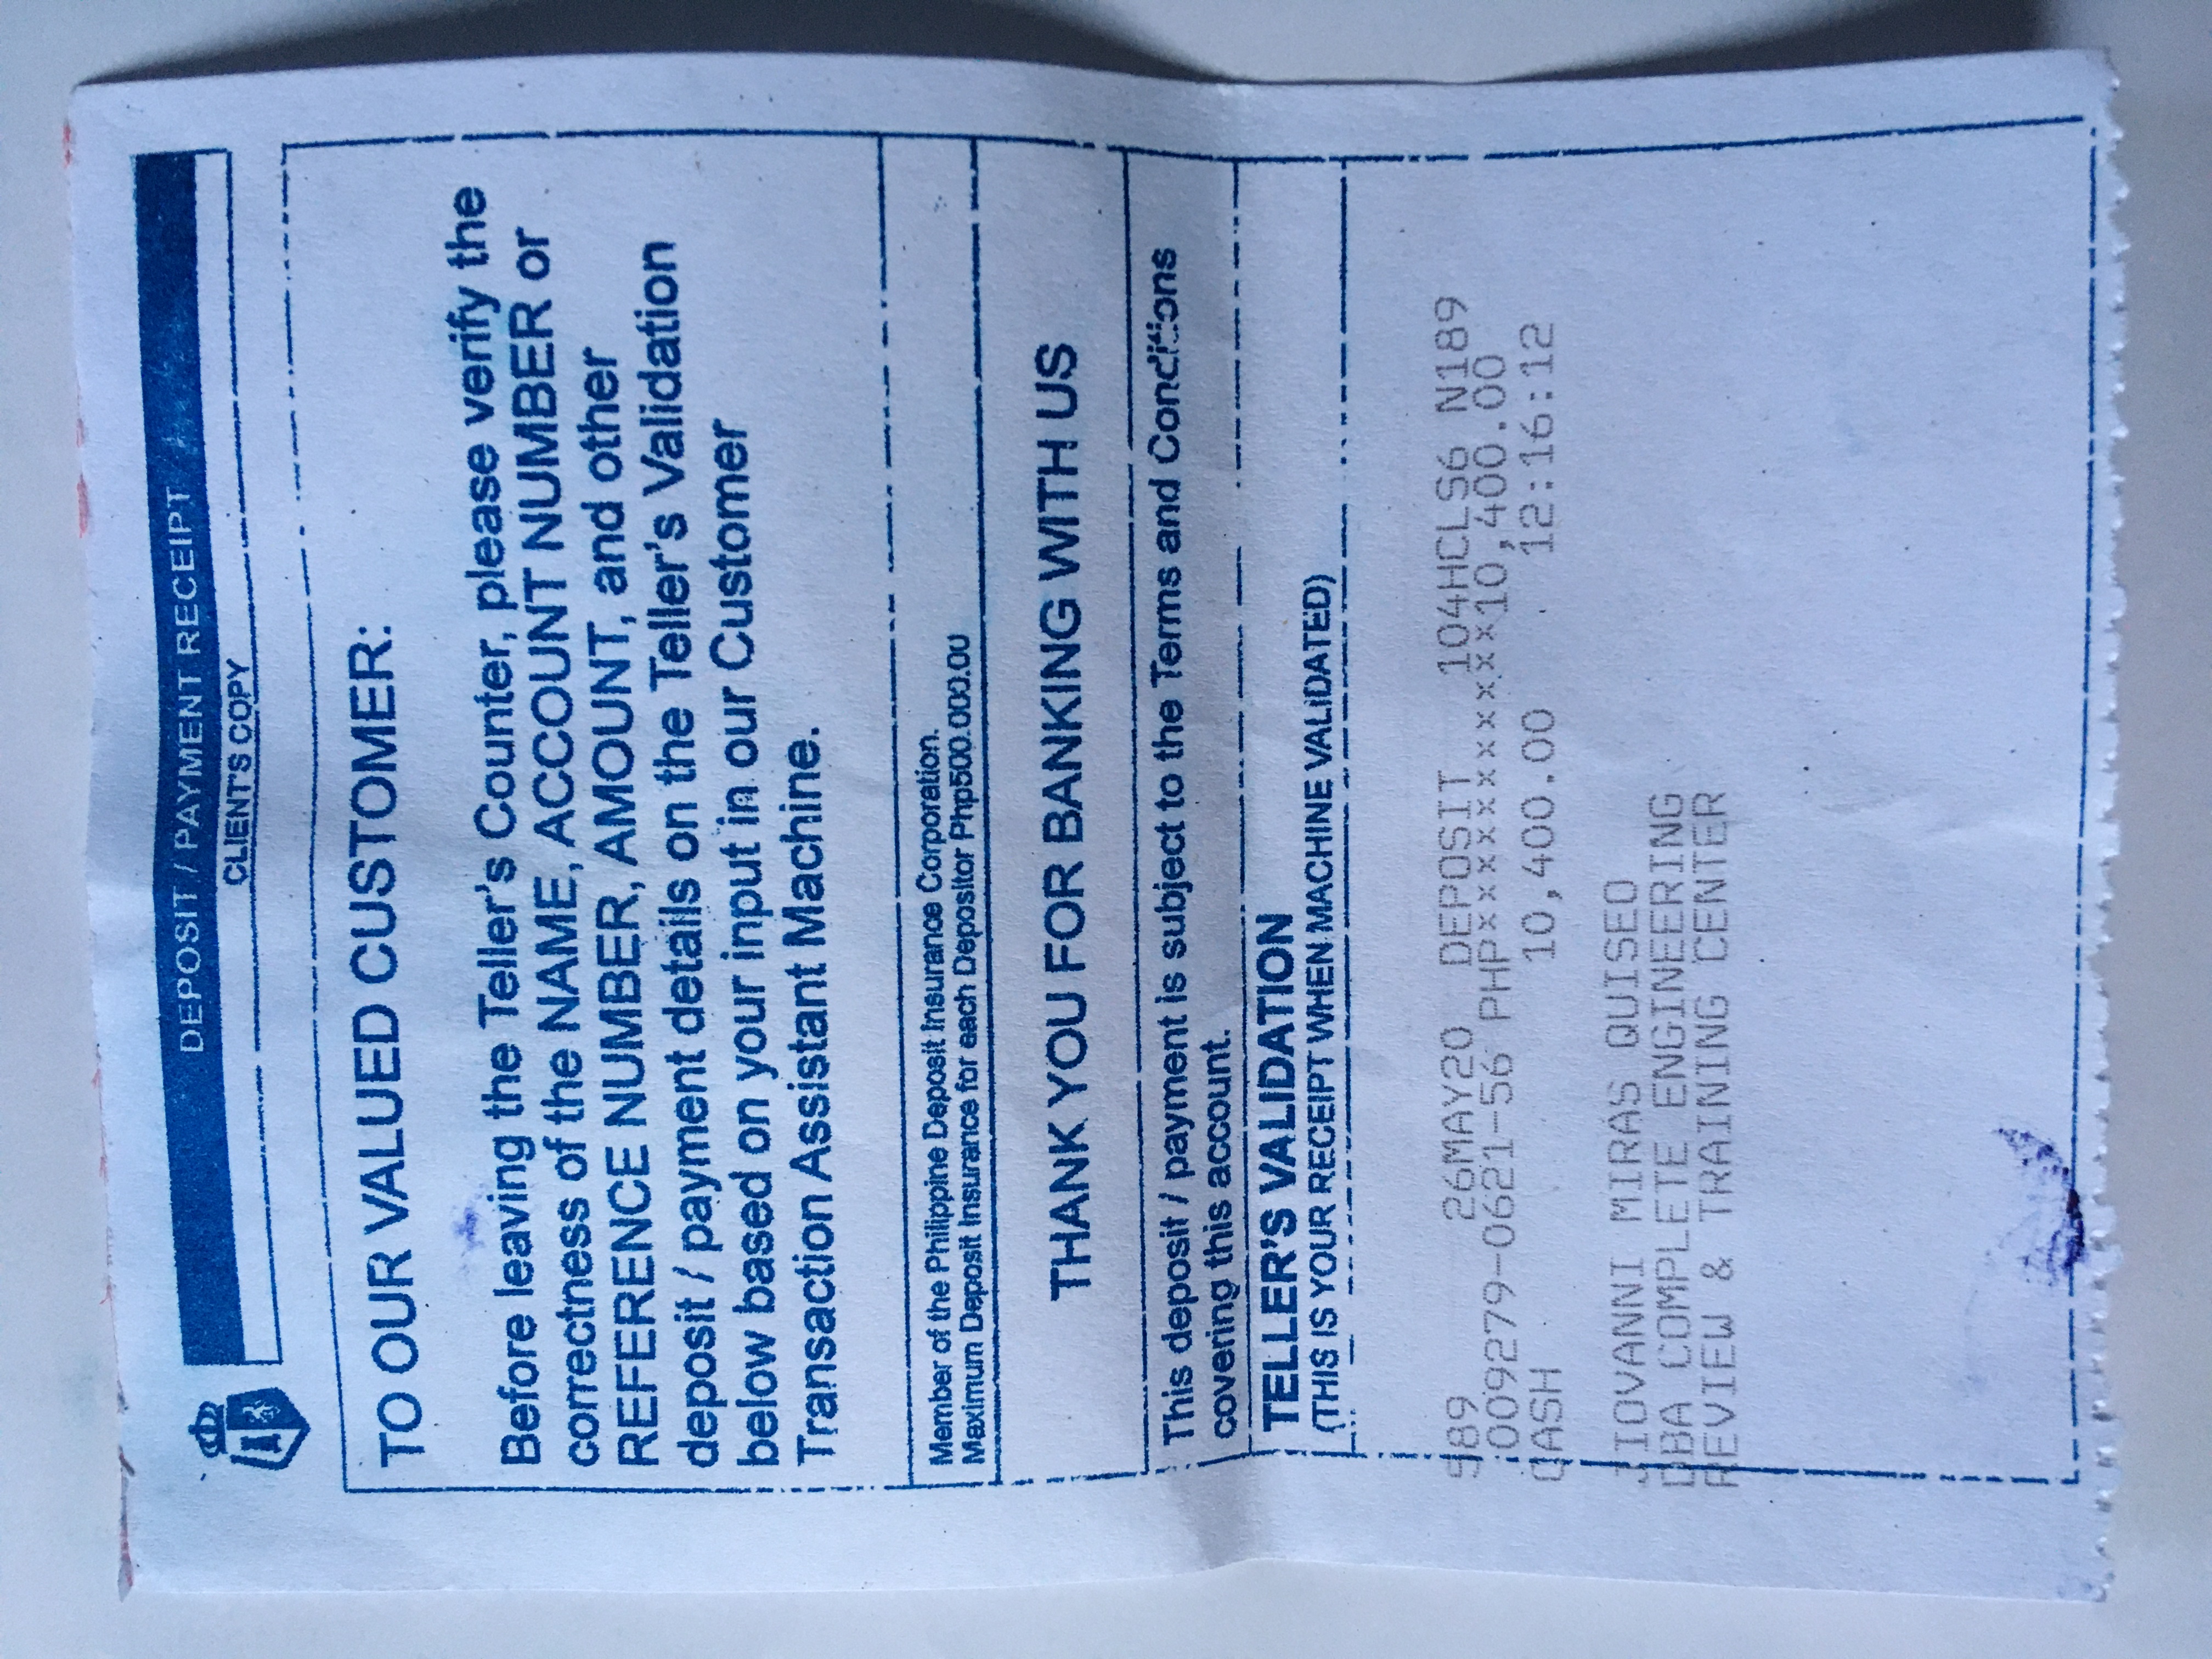 DEPOSIT / PAYMENT RECEIPT
CLIENT'S COPY
TO OUR VALUED CUSTOMER:
Before leaving the Teller's Counter, please verify the
correctness of the NAME, ACCOUNT NUMBER or
REFERENCE NUMBER, AMOUNT, and other
deposit / payment details on the Teller's Validation
below based on your input in our Customer
Transaction Assistant Machine.
Member of the Philippine Deposit Insurance Corporation.
Maximum Deposit Insurance for each Depositor Php500.000.00
THANK YOU FOR BANKING WITH US
This deposit / payment is subject to the Terms and Conditions
covering this account.
TELLER'S VALIDATION
(THIS IS YOUR RECEIPT WHEN MACHINE VALIDATED)
589 26MAY20 DEPOSIT 104HCLS6 N189
009279-0621-56 PHP***********10,400.00
CASH 10,400.00 12:16:12
JIOVANNI MIRAS QUISEO
DBA COMPLETE ENGINEERING
REVIEW & TRAINING CENTER